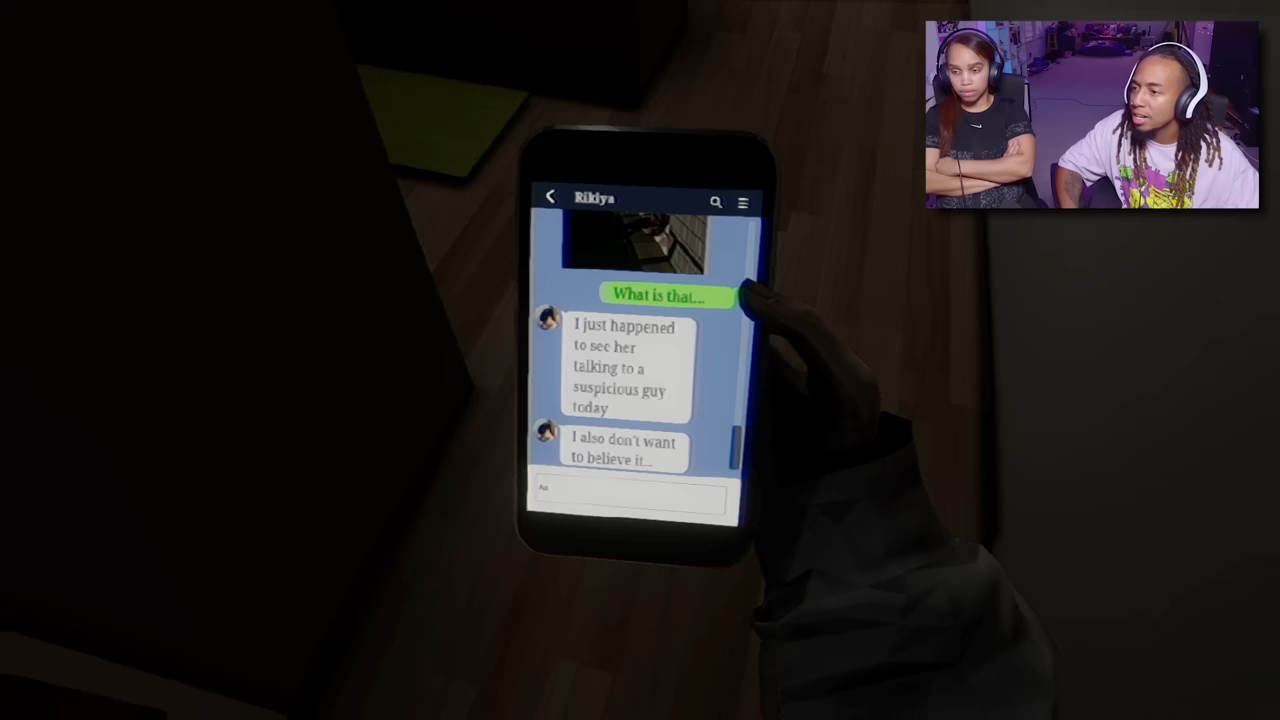 Rikiya
What is that...
I just happened
to see her
talking to a
suspicious guy
today
I also don't want
to believe it...
Aa